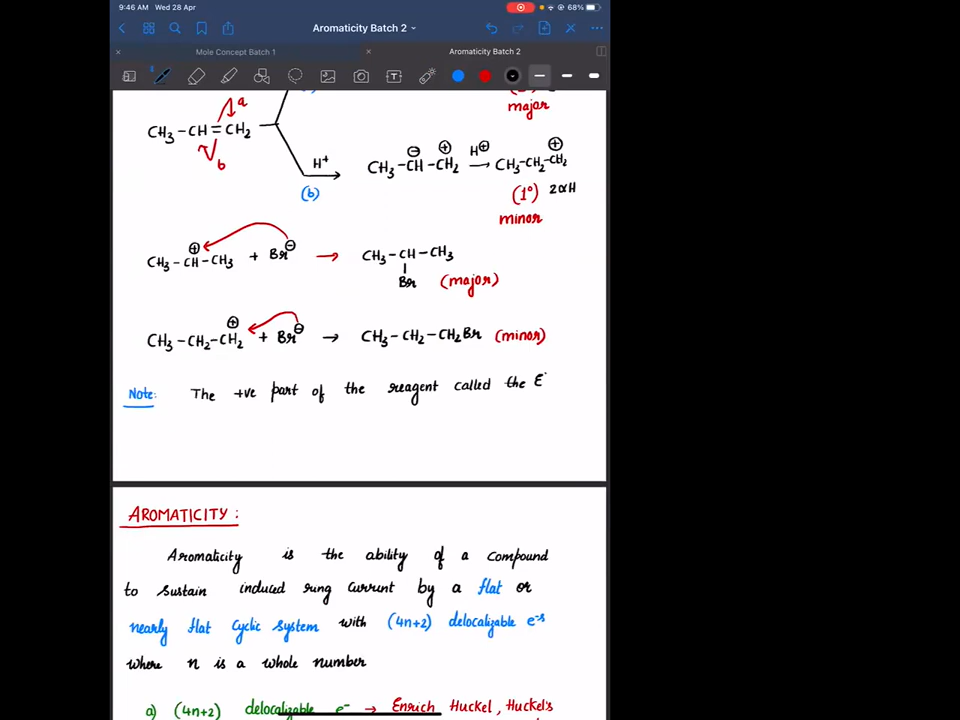 9:46 AM Wed 28 Apr
68%
Aromaticity Batch 2
Mole Concept Batch 1
Aromaticity Batch 2
major
a
CH3 - CH = CH2
b
H+
(b)
CH3 - CH⊖ - CH2⊕ H⊕ → CH3-CH2-CH2⊕
(1°) 2αH
minor
CH3 - CH⊕ - CH3 + Br⊖ → CH3 - CH - CH3
Br (major)
CH3 - CH2 - CH2⊕ + Br⊖ → CH3 - CH2 - CH2Br (minor)
Note: The +ve part of the reagent called the E
AROMATICITY :
Aromaticity is the ability of a compound
to sustain induced ring current by a flat or
nearly flat cyclic system with (4n+2) delocalizable e-s
where n is a whole number
a) (4n+2) delocalizable e- → Enrich Huckel, Huckel's